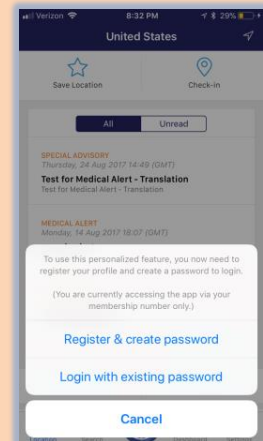 Verizon 8:32 PM 29%
United States
Save Location Check-in
All Unread
SPECIAL ADVISORY
Thursday, 24 Aug 2017 14:49 (GMT)
Test for Medical Alert - Translation
Test for Medical Alert - Translation
MEDICAL ALERT
Monday, 14 Aug 2017 18:07 (GMT)
To use this personalized feature, you now need to
register your profile and create a password to login.
(You are currently accessing the app via your
membership number only.)
Register & create password
Login with existing password
Cancel